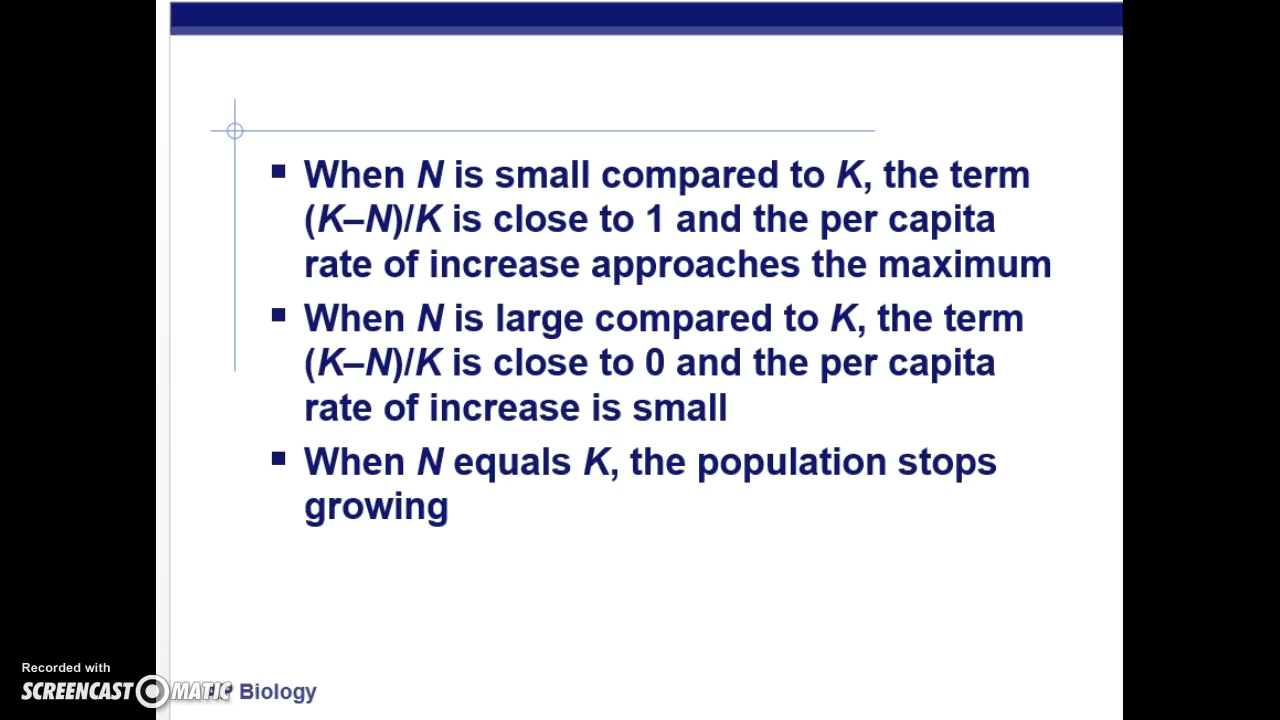 When N is small compared to K, the term
(K–N)/K is close to 1 and the per capita
rate of increase approaches the maximum
When N is large compared to K, the term
(K–N)/K is close to 0 and the per capita
rate of increase is small
When N equals K, the population stops
growing
Recorded with
SCREENCAST MATIC
AP Biology